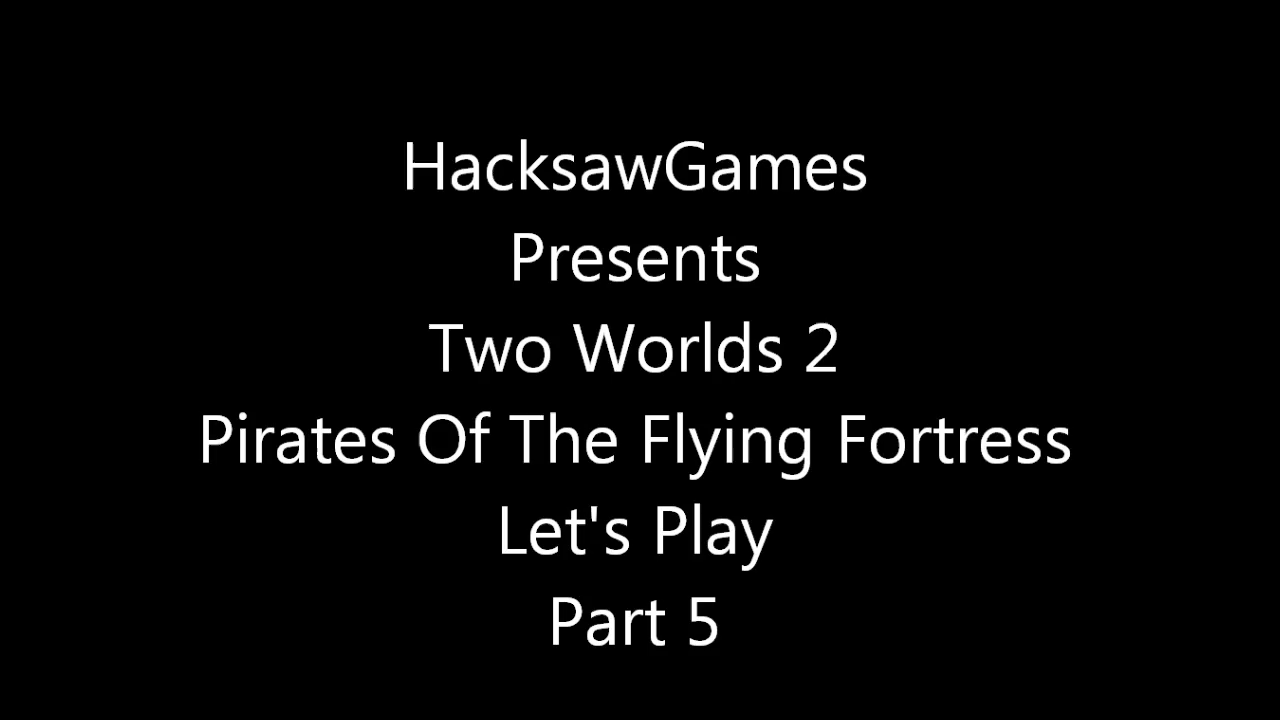 HacksawGames
Presents
Two Worlds 2
Pirates Of The Flying Fortress
Let's Play
Part 5